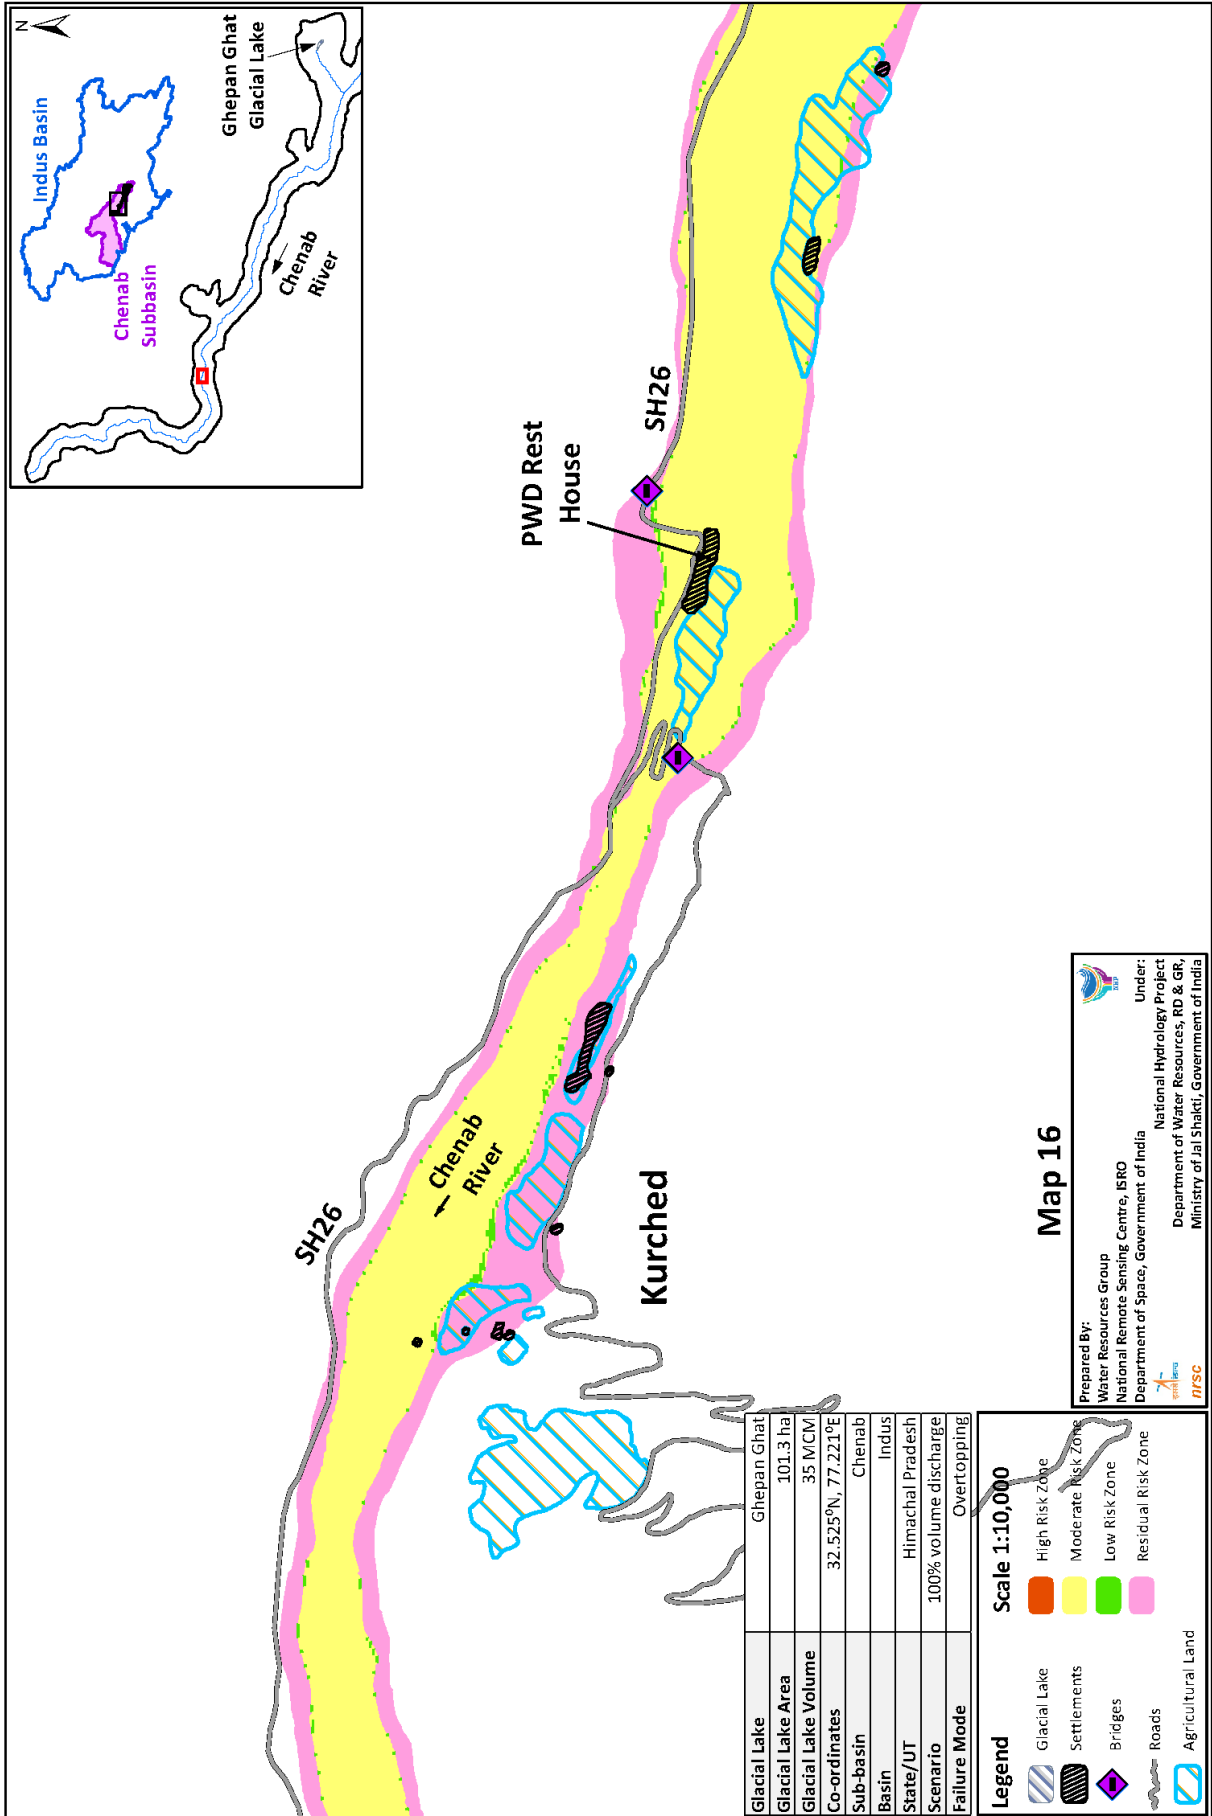 N
Indus Basin
Chenab
Subbasin
Ghepan Ghat
Glacial Lake
Chenab
River
SH26
PWD Rest
House
SH26
Chenab
River
Kurched
Map 16
Glacial Lake Ghepan Ghat
Glacial Lake Area 101.3 ha
Glacial Lake Volume 35 MCM
Co-ordinates 32.525°N, 77.221°E
Sub-basin Chenab
Basin Indus
State/UT Himachal Pradesh
Scenario 100% volume discharge
Failure Mode Overtopping
Legend
Scale 1:10,000
Glacial Lake
Settlements
Bridges
Roads
Agricultural Land
High Risk Zone
Moderate Risk Zone
Low Risk Zone
Residual Risk Zone
Prepared By:
Water Resources Group
National Remote Sensing Centre, ISRO
Department of Space, Government of India
Under:
National Hydrology Project
Department of Water Resources, RD & GR,
Ministry of Jal Shakti, Government of India
nrsc